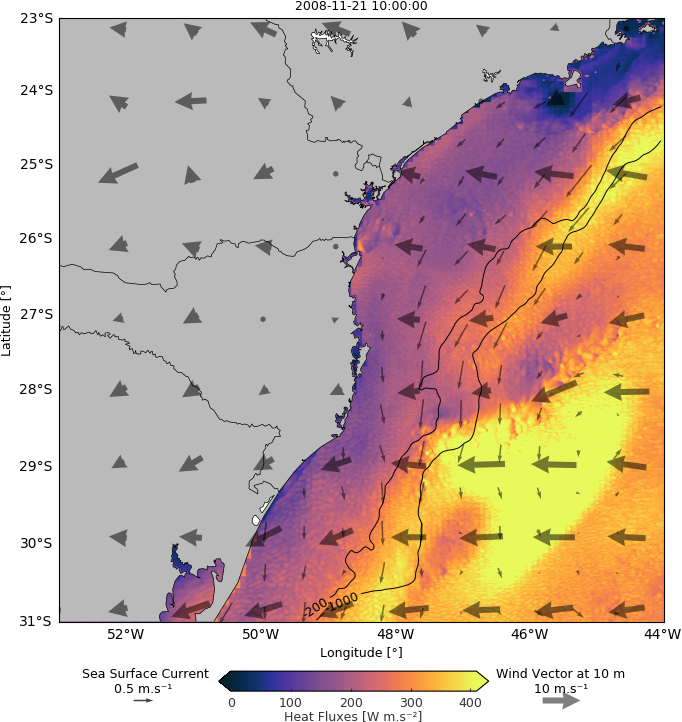 2008-11-21 10:00:00
23°S
24°S
25°S
26°S
27°S
28°S
29°S
30°S
31°S
Latitude [°]
-200
-1000
52°W 50°W 48°W 46°W 44°W
Longitude [°]
Sea Surface Current
0.5 m.s⁻¹
0 100 200 300 400
Heat Fluxes [W m.s⁻²]
Wind Vector at 10 m
10 m.s⁻¹